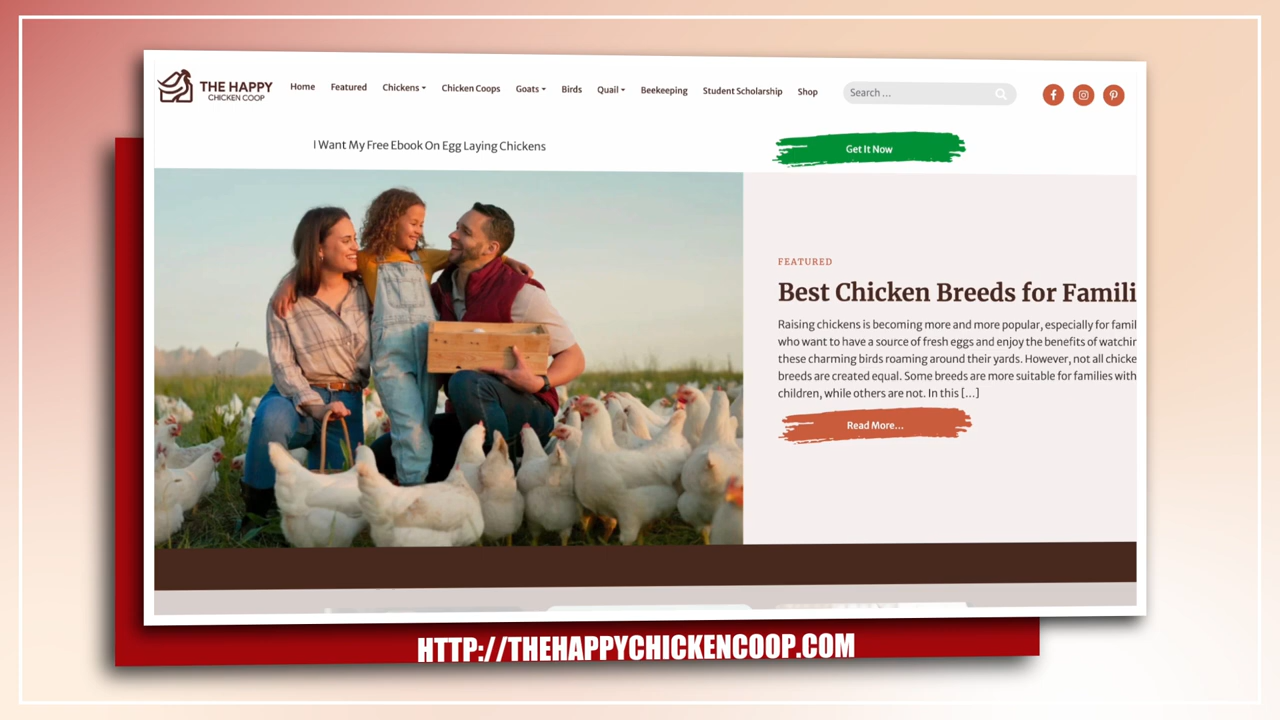 THE HAPPY
CHICKEN COOP
Home Featured Chickens Chicken Coops Goats Birds Quail Beekeeping Student Scholarship Shop Search ...
I Want My Free Ebook On Egg Laying Chickens
Get It Now
FEATURED
Best Chicken Breeds for Famili
Raising chickens is becoming more and more popular, especially for famil
who want to have a source of fresh eggs and enjoy the benefits of watchin
these charming birds roaming around their yards. However, not all chicke
breeds are created equal. Some breeds are more suitable for families with
children, while others are not. In this [...]
Read More...
HTTP://THEHAPPYCHICKENCOOP.COM